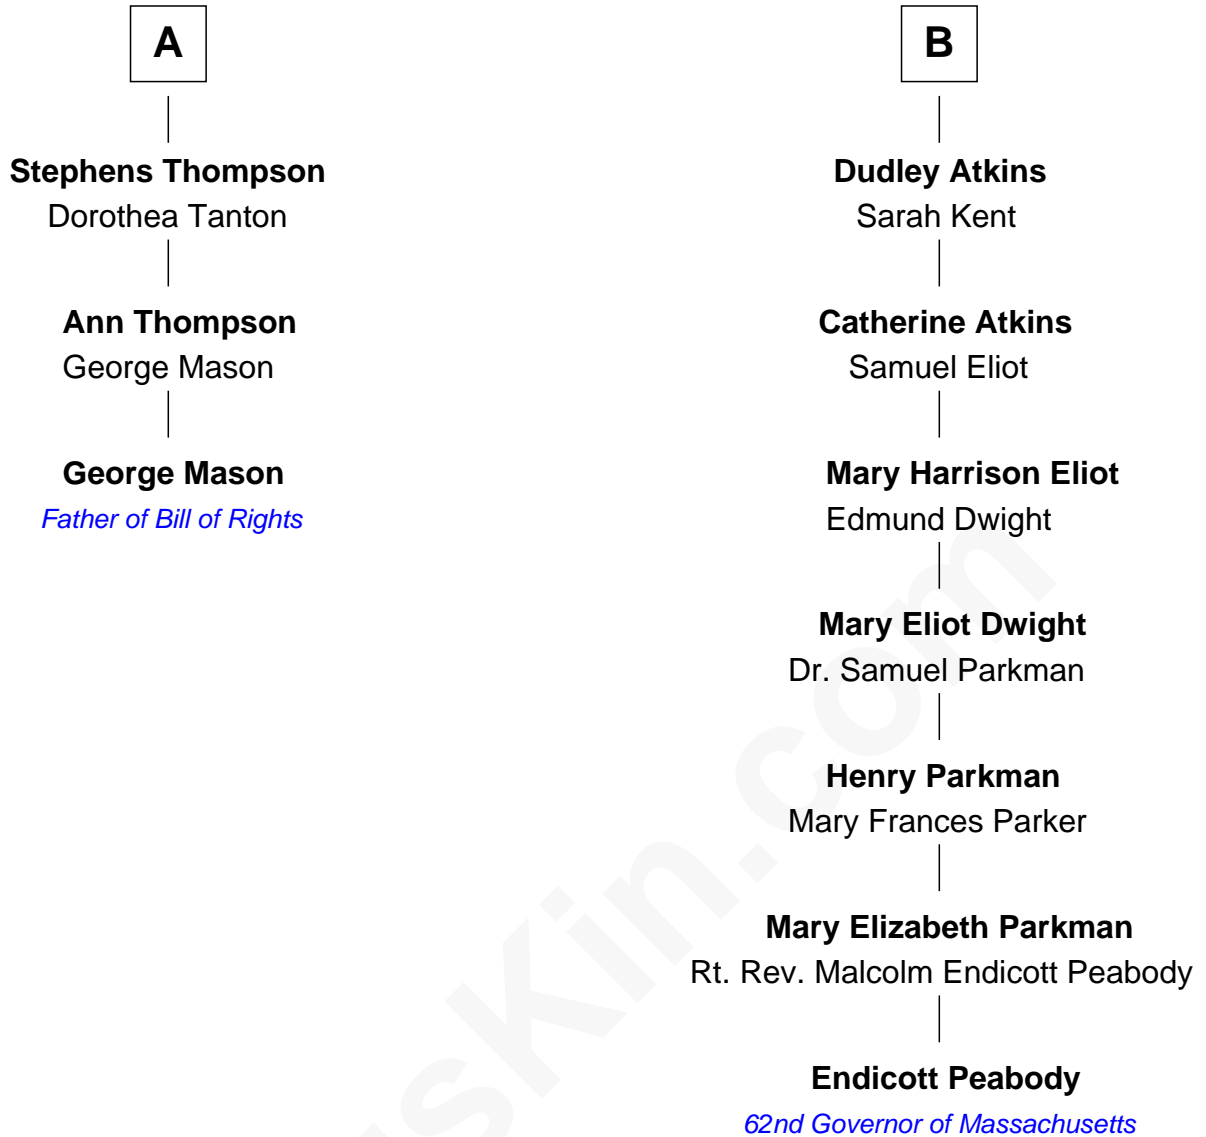 A
Stephens Thompson
Dorothea Tanton
Ann Thompson
George Mason
George Mason
Father of Bill of Rights
B
Dudley Atkins
Sarah Kent
Catherine Atkins
Samuel Eliot
Mary Harrison Eliot
Edmund Dwight
Mary Eliot Dwight
Dr. Samuel Parkman
Henry Parkman
Mary Frances Parker
Mary Elizabeth Parkman
Rt. Rev. Malcolm Endicott Peabody
Endicott Peabody
62nd Governor of Massachusetts
sKin.com